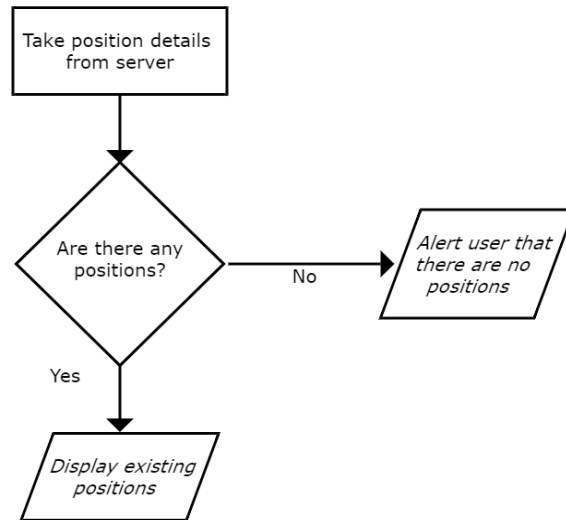 Take position details
from server
Are there any
positions?
No
Alert user that
there are no
positions
Yes
Display existing
positions